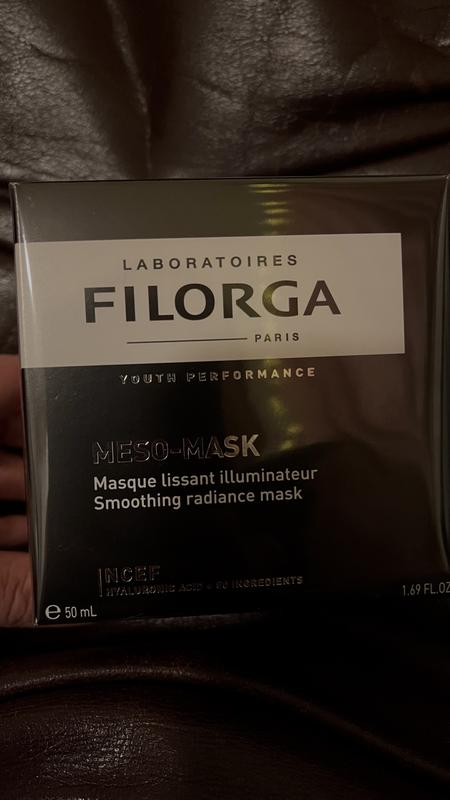 LABORATOIRES
FILORGA
PARIS
YOUTH PERFORMANCE
MESO-MASK
Masque lissant illuminateur
Smoothing radiance mask
NCEF
HYALURONIC ACID + 50 INGREDIENTS
℮ 50 mL
1.69 FL.OZ